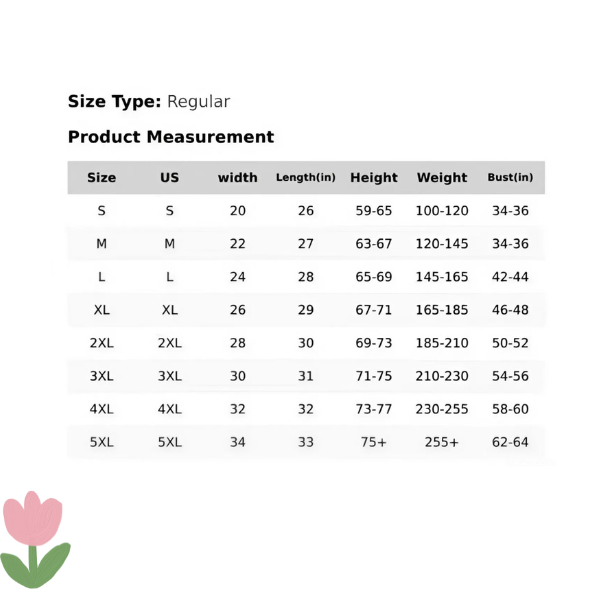 Size Type: Regular
Product Measurement
Size US width Length(in) Height Weight Bust(in)
S S 20 26 59-65 100-120 34-36
M M 22 27 63-67 120-145 34-36
L L 24 28 65-69 145-165 42-44
XL XL 26 29 67-71 165-185 46-48
2XL 2XL 28 30 69-73 185-210 50-52
3XL 3XL 30 31 71-75 210-230 54-56
4XL 4XL 32 32 73-77 230-255 58-60
5XL 5XL 34 33 75+ 255+ 62-64